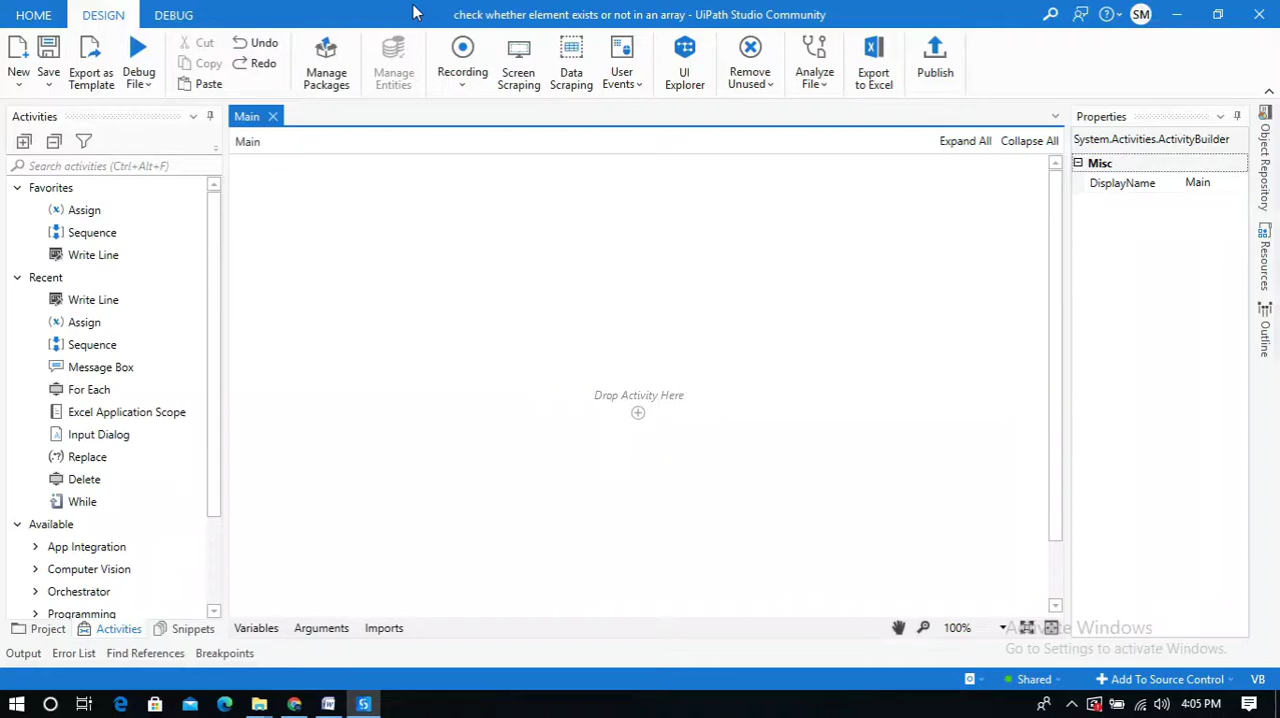 HOME DESIGN DEBUG
check whether element exists or not in an array - UiPath Studio Community
SM
New
Save
Export as Template
Debug File
Cut
Copy
Paste
Undo
Redo
Manage Packages
Manage Entities
Recording
Screen Scraping
Data Scraping
User Events
UI Explorer
Remove Unused
Analyze File
Export to Excel
Publish
Activities
Search activities (Ctrl+Alt+F)
Favorites
Assign
Sequence
Write Line
Recent
Write Line
Assign
Sequence
Message Box
For Each
Excel Application Scope
Input Dialog
Replace
Delete
While
Available
App Integration
Computer Vision
Orchestrator
Programming
Project Activities Snippets
Main
Main
Expand All Collapse All
Drop Activity Here
Variables Arguments Imports
100%
Properties
System.Activities.ActivityBuilder
Misc
DisplayName Main
Object Repository
Resources
Outline
Activate Windows
Go to Settings to activate Windows.
Output Error List Find References Breakpoints
Shared
Add To Source Control
VB
4:05 PM